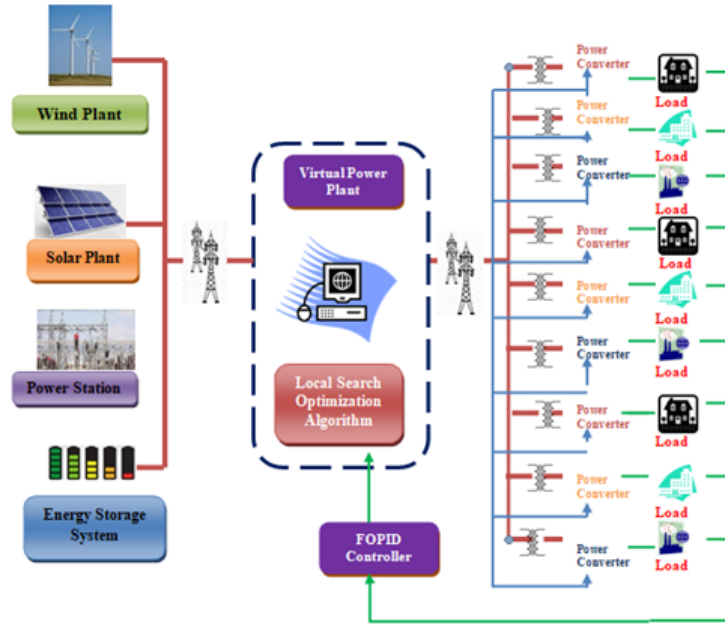 Wind Plant
Solar Plant
Power Station
Energy Storage
System
Virtual Power
Plant
Local Search
Optimization
Algorithm
FOPID
Controller
Power
Converter
Load
Power
Converter
Load
Power
Converter
Load
Power
Converter
Load
Power
Converter
Load
Power
Converter
Load
Power
Converter
Load
Power
Converter
Load
Power
Converter
Load